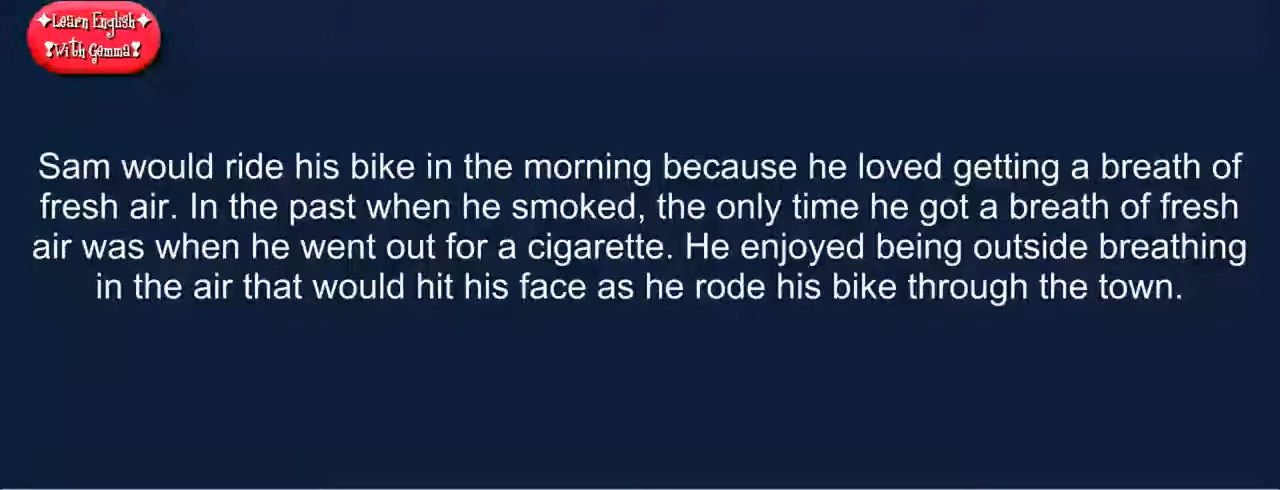 ✦Learn English✦
❣With Gemma❣
Sam would ride his bike in the morning because he loved getting a breath of
fresh air. In the past when he smoked, the only time he got a breath of fresh
air was when he went out for a cigarette. He enjoyed being outside breathing
in the air that would hit his face as he rode his bike through the town.